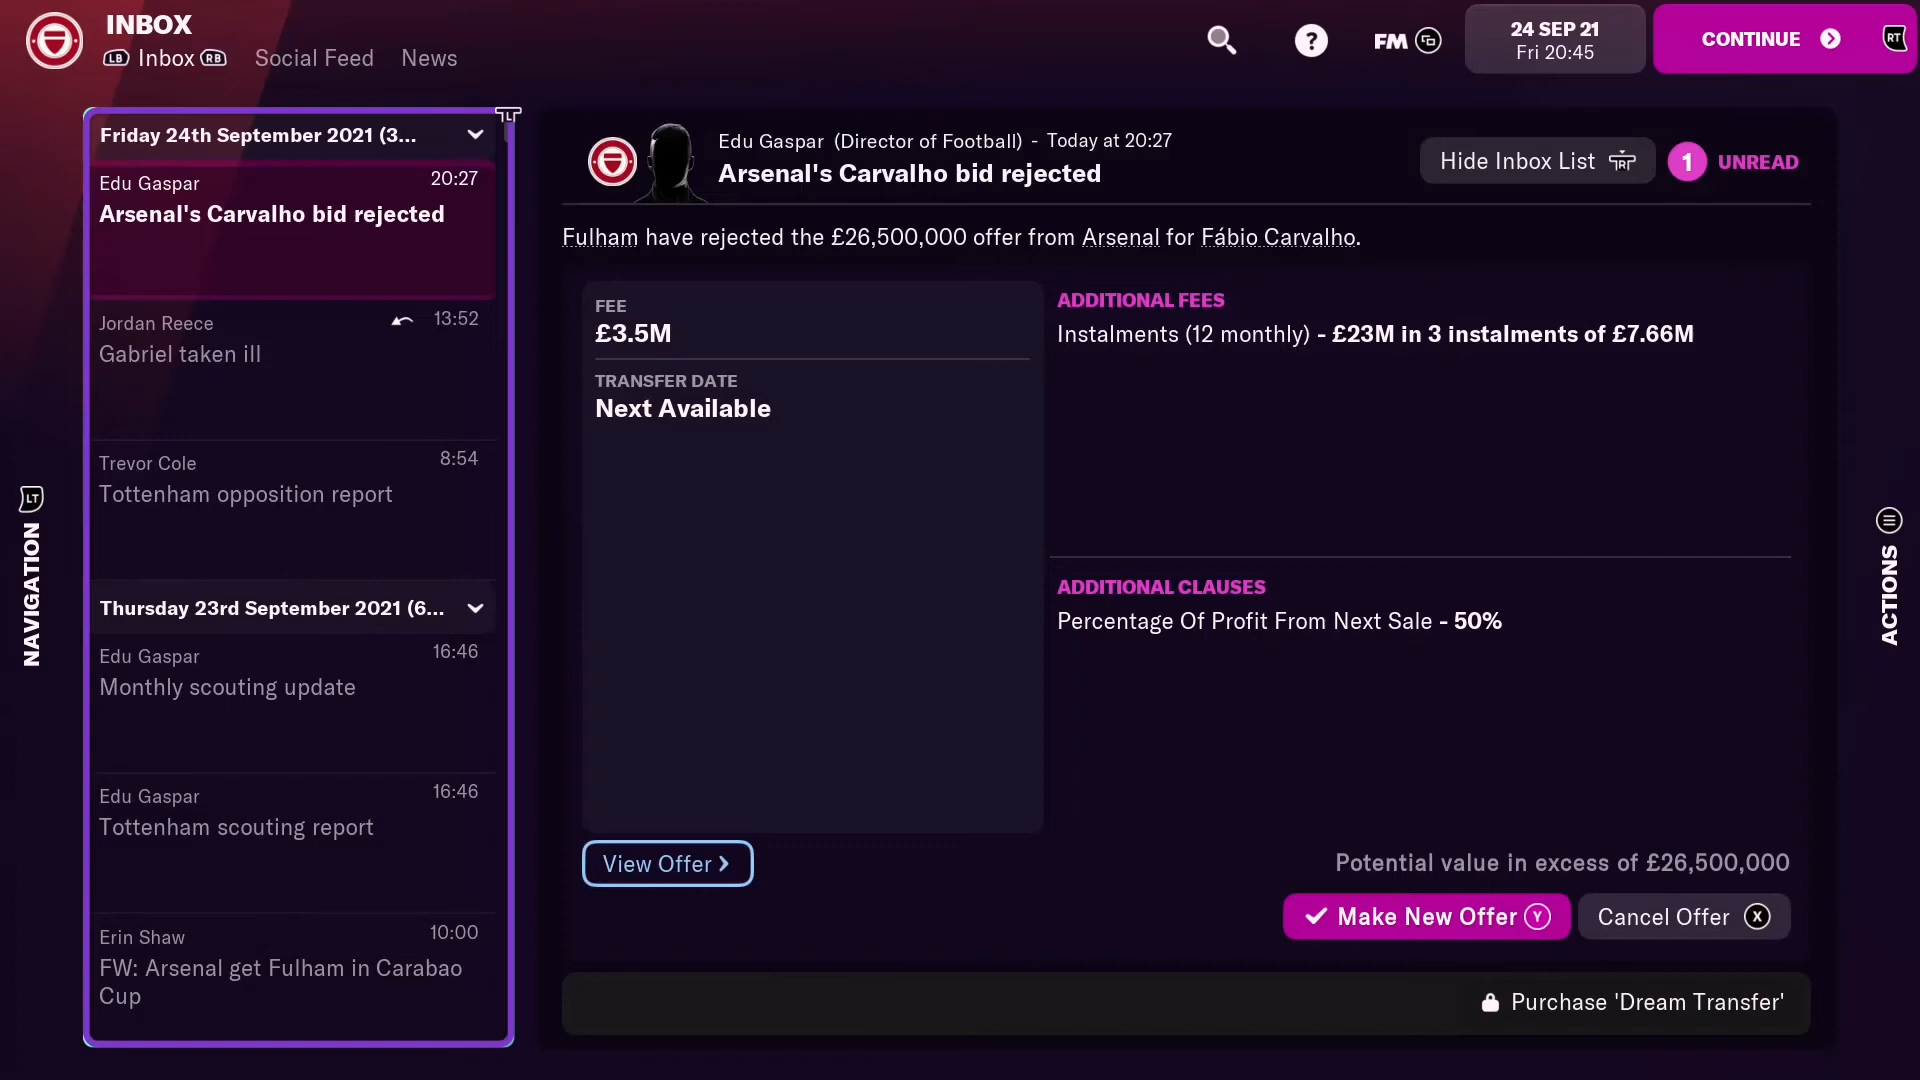 INBOX
LB Inbox RB Social Feed News
?
FM
24 SEP 21
Fri 20:45
CONTINUE RT
Friday 24th September 2021 (3...
Edu Gaspar 20:27
Arsenal's Carvalho bid rejected
Jordan Reece 13:52
Gabriel taken ill
Trevor Cole 8:54
Tottenham opposition report
Thursday 23rd September 2021 (6...
Edu Gaspar 16:46
Monthly scouting update
Edu Gaspar 16:46
Tottenham scouting report
Erin Shaw 10:00
FW: Arsenal get Fulham in Carabao
Cup
LT
NAVIGATION
Edu Gaspar (Director of Football) - Today at 20:27
Arsenal's Carvalho bid rejected
Hide Inbox List R
1 UNREAD
Fulham have rejected the £26,500,000 offer from Arsenal for Fábio Carvalho.
FEE
£3.5M
TRANSFER DATE
Next Available
ADDITIONAL FEES
Instalments (12 monthly) - £23M in 3 instalments of £7.66M
ADDITIONAL CLAUSES
Percentage Of Profit From Next Sale - 50%
View Offer
Potential value in excess of £26,500,000
Make New Offer Y
Cancel Offer X
Purchase 'Dream Transfer'
ACTIONS